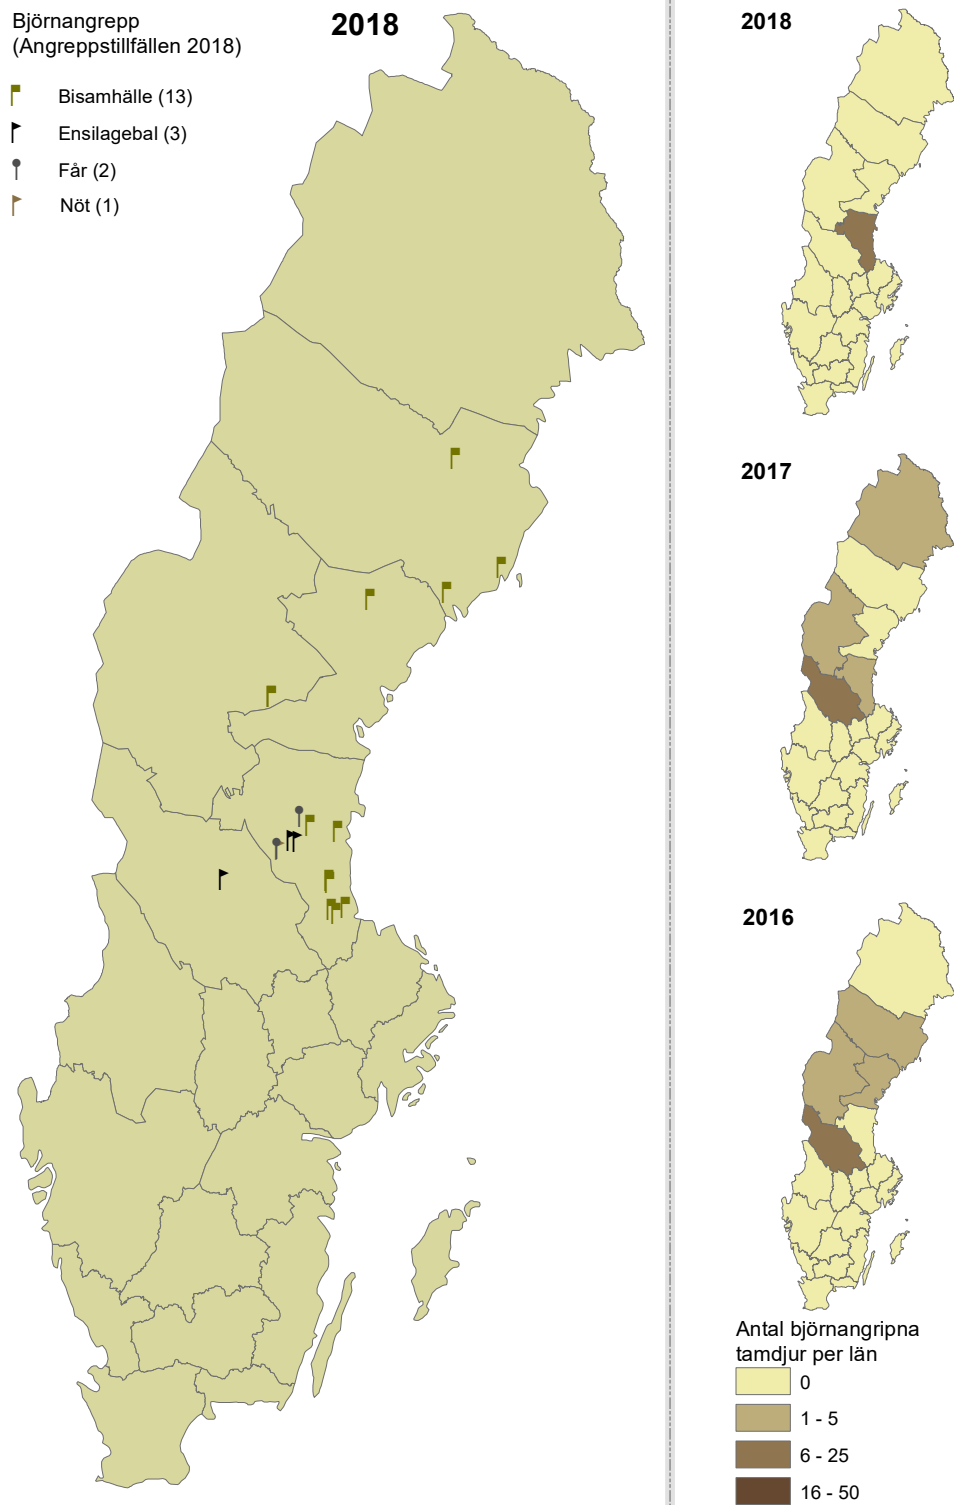 Björnangrepp
(Angreppstillfällen 2018)
2018
Bisamhälle (13)
Ensilagebal (3)
Får (2)
Nöt (1)
2018
2017
2016
Antal björnangripna
tamdjur per län
0
1 - 5
6 - 25
16 - 50